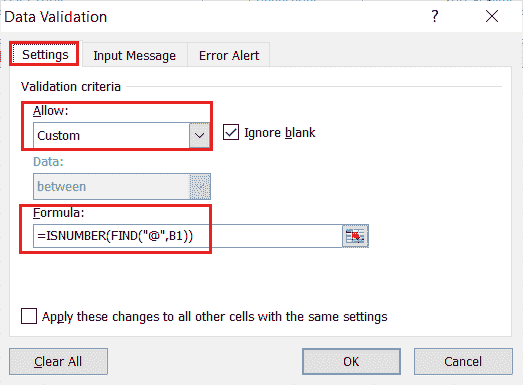 Data Validation
Settings Input Message Error Alert
Validation criteria
Allow:
Custom Ignore blank
Data:
between
Formula:
=ISNUMBER(FIND("@",B1))
Apply these changes to all other cells with the same settings
Clear All OK Cancel